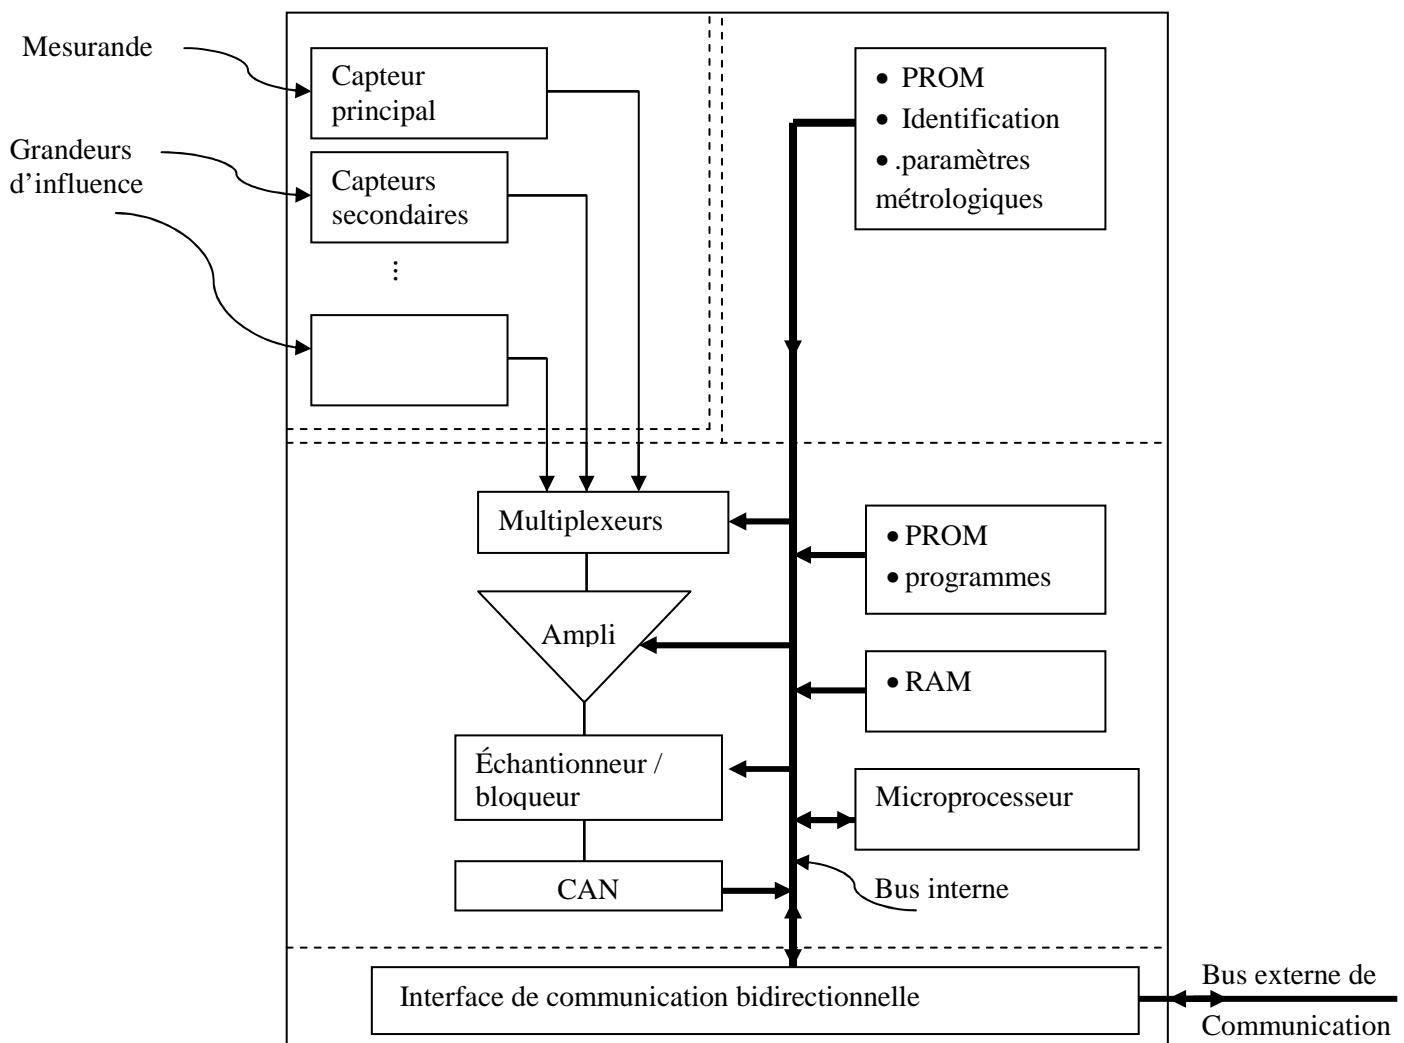 Mesurande
Capteur
principal
Grandeurs
d’influence
Capteurs
secondaires
...
• PROM
• Identification
• .paramètres
métrologiques
Multiplexeurs
• PROM
• programmes
Ampli
• RAM
Échantionneur /
bloqueur
Microprocesseur
CAN
Bus interne
Interface de communication bidirectionnelle
Bus externe de
Communication